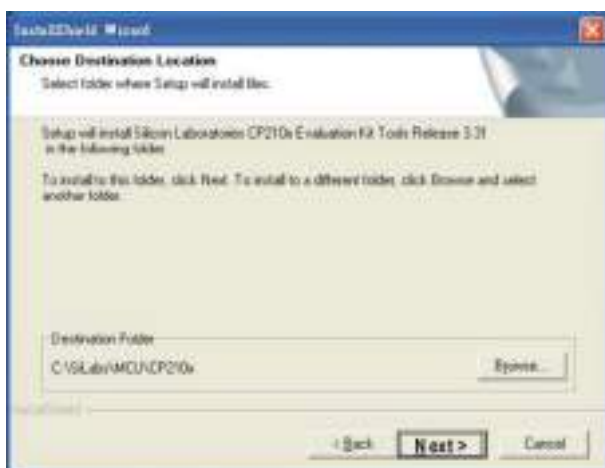 InstallShield Wizard
Choose Destination Location
Select folder where Setup will install files.
Setup will install Silicon Laboratories CP210x Evaluation Kit Tools Release 3.31
in the following folder.
To install to this folder, click Next. To install to a different folder, click Browse and select
another folder.
Destination Folder
C:\SiLabs\MCU\CP210x
Browse...
InstallShield
< Back
Next >
Cancel